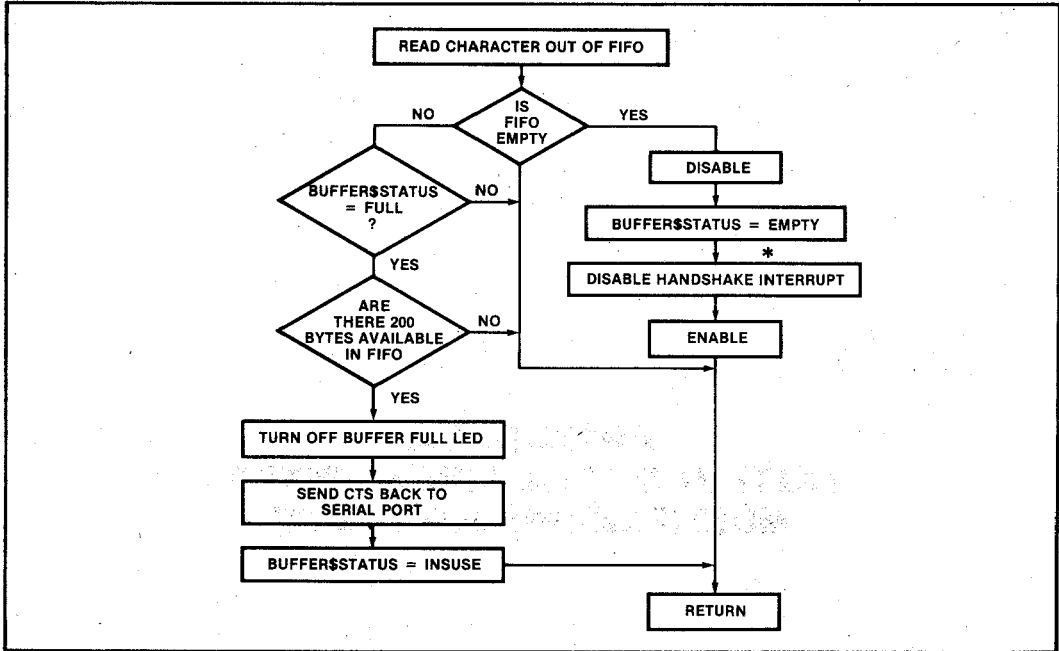 READ CHARACTER OUT OF FIFO
IS
FIFO
EMPTY
NO
YES
DISABLE
BUFFER$STATUS
= FULL
?
NO
BUFFER$STATUS = EMPTY
*
YES
DISABLE HANDSHAKE INTERRUPT
ARE
THERE 200
BYTES AVAILABLE
IN FIFO
NO
ENABLE
YES
TURN OFF BUFFER FULL LED
SEND CTS BACK TO
SERIAL PORT
BUFFER$STATUS = INSUSE
RETURN